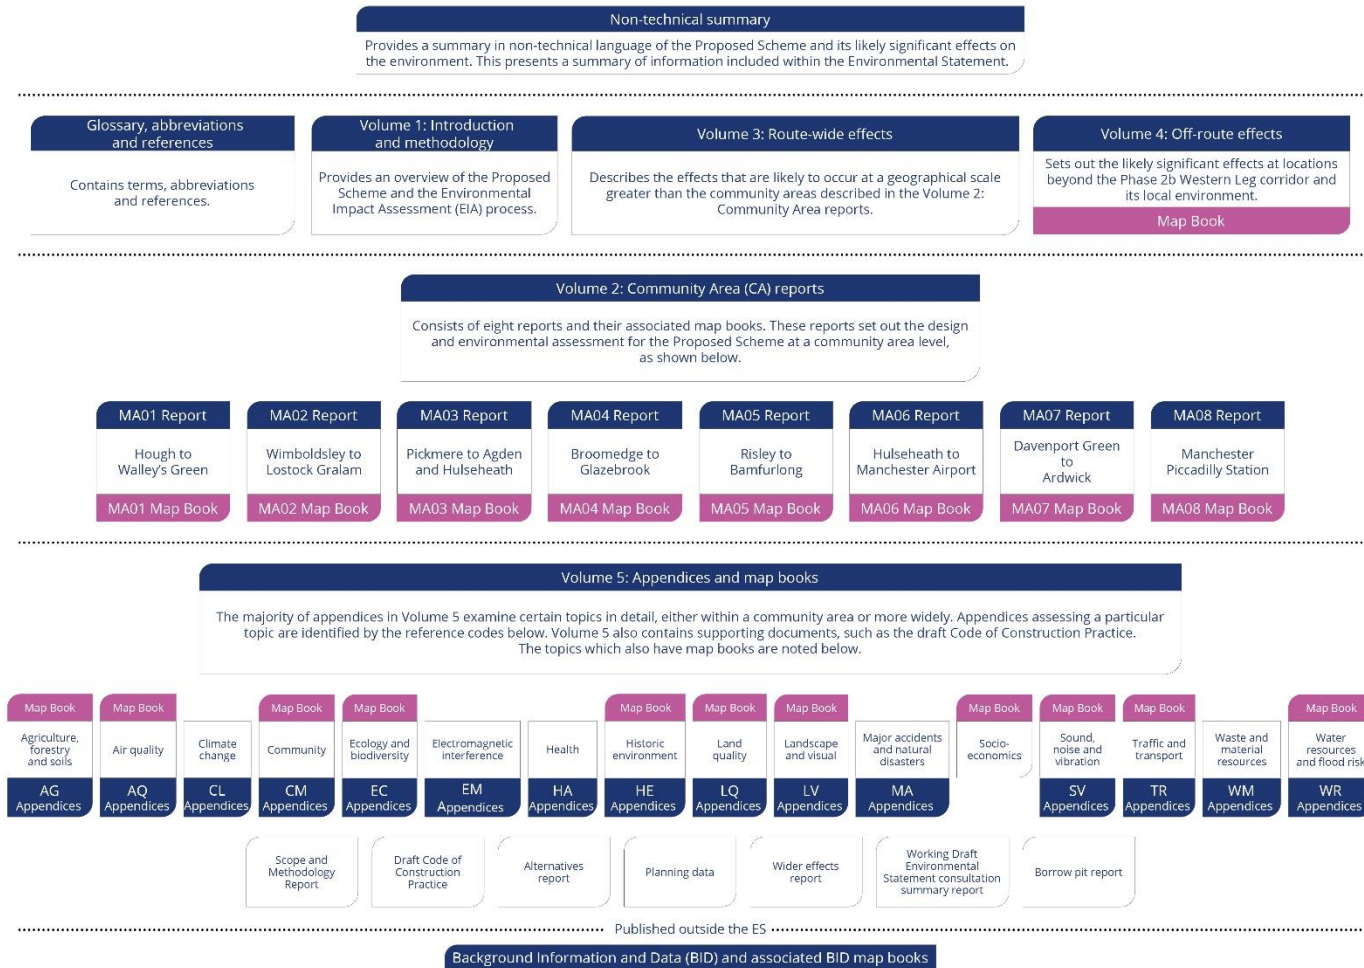 Non-technical summary
Provides a summary in non-technical language of the Proposed Scheme and its likely significant effects on
the environment. This presents a summary of information included within the Environmental Statement.
Glossary, abbreviations
and references
Contains terms, abbreviations
and references.
Volume 1: Introduction
and methodology
Provides an overview of the Proposed
Scheme and the Environmental
Impact Assessment (EIA) process.
Volume 3: Route-wide effects
Describes the effects that are likely to occur at a geographical scale
greater than the community areas described in the Volume 2:
Community Area reports.
Volume 4: Off-route effects
Sets out the likely significant effects at locations
beyond the Phase 2b Western Leg corridor and
its local environment.
Map Book
Volume 2: Community Area (CA) reports
Consists of eight reports and their associated map books. These reports set out the design
and environmental assessment for the Proposed Scheme at a community area level,
as shown below.
MA01 Report
Hough to
Walley's Green
MA01 Map Book
MA02 Report
Wimboldsley to
Lostock Gralam
MA02 Map Book
MA03 Report
Pickmere to Agden
and Hulseheath
MA03 Map Book
MA04 Report
Broomedge to
Glazebrook
MA04 Map Book
MA05 Report
Risley to
Bamfurlong
MA05 Map Book
MA06 Report
Hulseheath to
Manchester Airport
MA06 Map Book
MA07 Report
Davenport Green
to
Ardwick
MA07 Map Book
MA08 Report
Manchester
Piccadilly Station
MA08 Map Book
Volume 5: Appendices and map books
The majority of appendices in Volume 5 examine certain topics in detail, either within a community area or more widely. Appendices assessing a particular
topic are identified by the reference codes below. Volume 5 also contains supporting documents, such as the draft Code of Construction Practice.
The topics which also have map books are noted below.
Map Book
Agriculture,
forestry
and soils
AG
Appendices
Map Book
Air quality
AQ
Appendices
Climate
change
CL
Appendices
Map Book
Community
CM
Appendices
Map Book
Ecology and
biodiversity
EC
Appendices
Electromagnetic
interference
EM
Appendices
Health
HA
Appendices
Map Book
Historic
environment
HE
Appendices
Map Book
Land
quality
LQ
Appendices
Map Book
Landscape
and visual
LV
Appendices
Major accidents
and natural
disasters
MA
Appendices
Map Book
Socio-
economics
Map Book
Sound,
noise and
vibration
SV
Appendices
Map Book
Traffic and
transport
TR
Appendices
Waste and
material
resources
WM
Appendices
Map Book
Water
resources
and flood risk
WR
Appendices
Scope and
Methodology
Report
Draft Code of
Construction
Practice
Alternatives
report
Planning data
Wider effects
report
Working Draft
Environmental
Statement consultation
summary report
Borrow pit report
Published outside the ES
Background Information and Data (BID) and associated BID map books